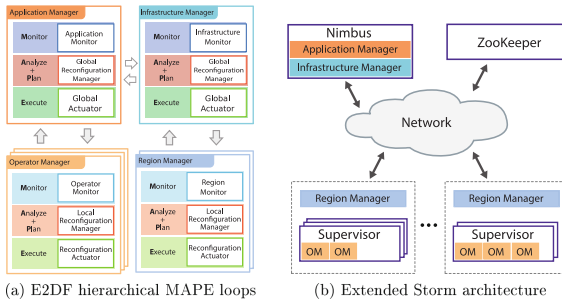 Application Manager
Monitor
Application
Monitor
Analyze
+
Plan
Global
Reconfiguration
Manager
Execute
Global
Actuator
Infrastructure Manager
Monitor
Infrastructure
Monitor
Analyze
+
Plan
Global
Reconfiguration
Manager
Execute
Global
Actuator
Operator Manager
Monitor
Operator
Monitor
Analyze
+
Plan
Local
Reconfiguration
Manager
Execute
Reconfiguration
Actuator
Region Manager
Monitor
Region
Monitor
Analyze
+
Plan
Local
Reconfiguration
Manager
Execute
Reconfiguration
Actuator
(a) E2DF hierarchical MAPE loops
Nimbus
Application Manager
Infrastructure Manager
ZooKeeper
Network
Region Manager
Supervisor
OM OM
...
Region Manager
Supervisor
OM OM OM
(b) Extended Storm architecture